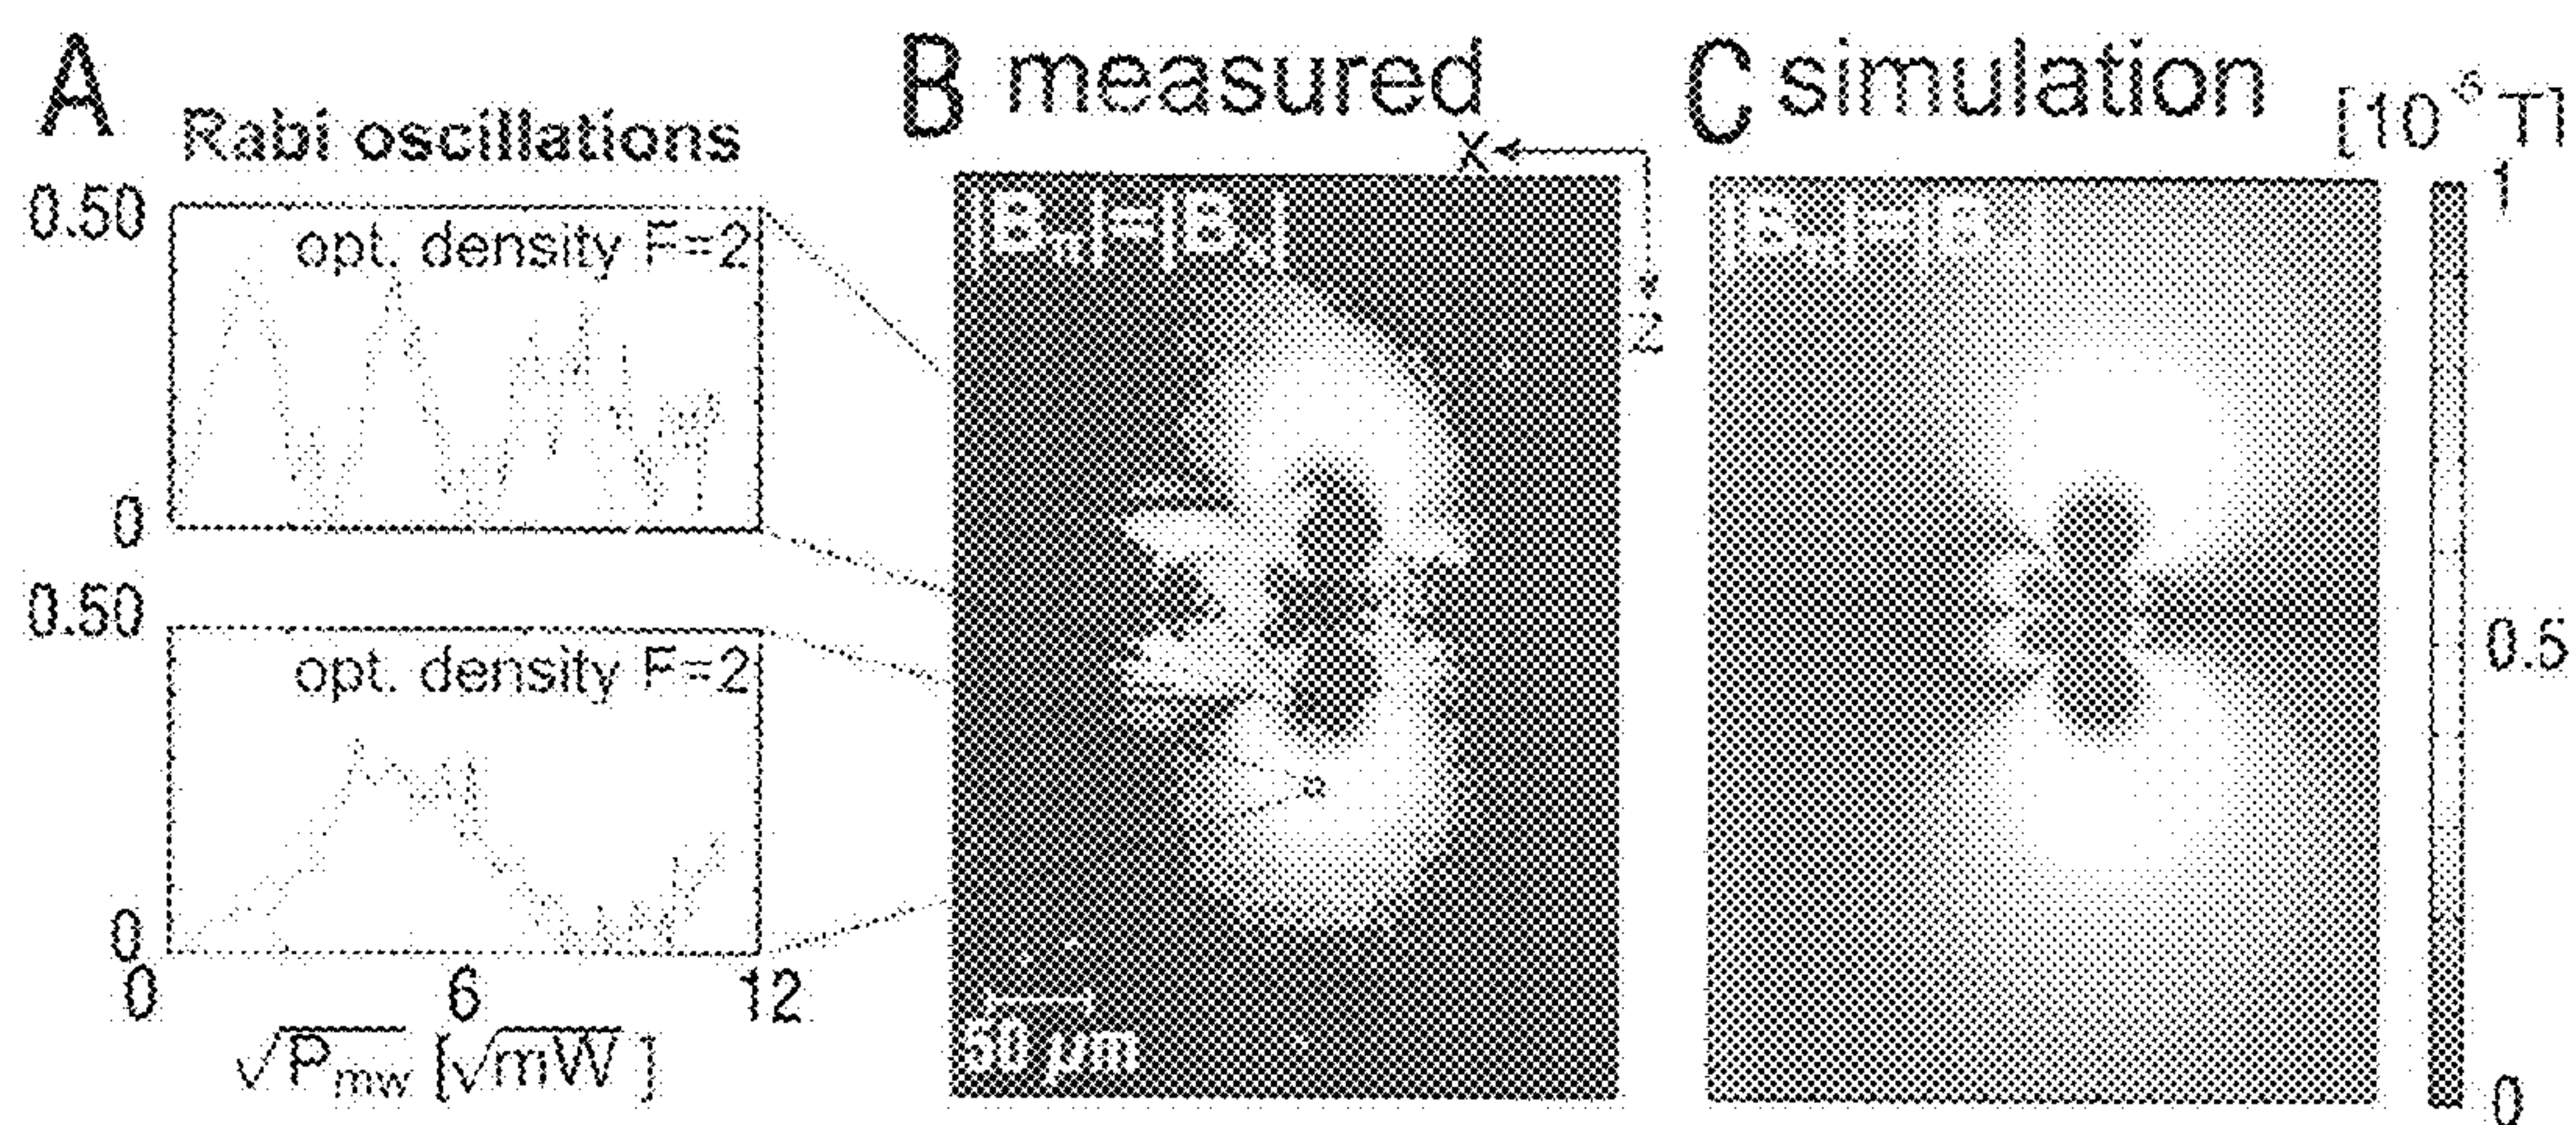 A
Rabi oscillations
0.50
opt. density F=2
0
0.50
opt. density F=2
0
0
6
12
√Pmw [√mW]
B measured
X
Z
50 µm
C simulation
[10⁻⁶ T]
1
0.5
0